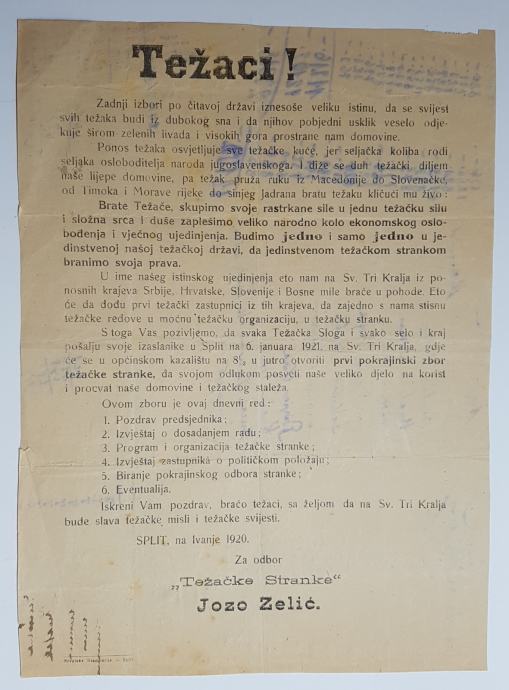 Težaci!
Zadnji izbori po čitavoj državi iznesoše veliku istinu, da se svijest
svih težaka budi iz dubokog sna i da njihov pobjedni usklik veselo odje-
kuje širom zelenih livada i visokih gora prostrane nam domovine.
Ponos težaka osvjetljuje sve težačke kuće, jer seljačka koliba rodi
seljaka osloboditelja naroda jugoslavenskoga. I diže se duh težački diljem
naše lijepe domovine, pa težak pruža ruku iz Macedonije do Slovenačke,
od Timoka i Morave rijeke do sinjeg Jadrana bratu težaku kličući mu živo:
Brate Težače, skupimo svoje rastrkane sile u jednu težačku silu
i složna srca i duše zaplešimo veliko narodno kolo ekonomskog oslo-
bođenja i vječnog ujedinjenja. Budimo jedno i samo jedno u je-
dinstvenoj našoj težačkoj državi, da jedinstvenom težačkom strankom
branimo svoja prava.
U ime našeg istinskog ujedinjenja eto nam na Sv. Tri Kralja iz po-
nosnih krajeva Srbije, Hrvatske, Slovenije i Bosne mile braće u pohode. Eto
će da dođu prvi težački zastupnici iz tih krajeva, da zajedno s nama stisnu
težačke redove u moćnu težačku organizaciju, u težačku stranku.
S toga Vas pozivljemo, da svaka Težačka Sloga i svako selo i kraj
pošalju svoje izaslanike u Split na 6. januara 1921. na Sv. Tri Kralja, gdje
će se u općinskom kazalištu na 8½ u jutro otvoriti prvi pokrajinski zbor
težačke stranke, da svojom odlukom posveti naše veliko djelo na korist
i procvat naše domovine i težačkog staleža.
Ovom zboru je ovaj dnevni red:
1. Pozdrav predsjednika;
2. Izvještaj o dosadanjem radu;
3. Program i organizacija težačke stranke;
4. Izvještaj zastupnika o političkom položaju;
5. Biranje pokrajinskog odbora stranke;
6. Eventualija.
Iskreni Vam pozdrav, braćo težaci, sa željom da na Sv. Tri Kralja
bude slava težačke misli i težačke svijesti.
SPLIT, na Ivanje 1920.
Za odbor
„Težačke Stranke“
Jozo Zelić.